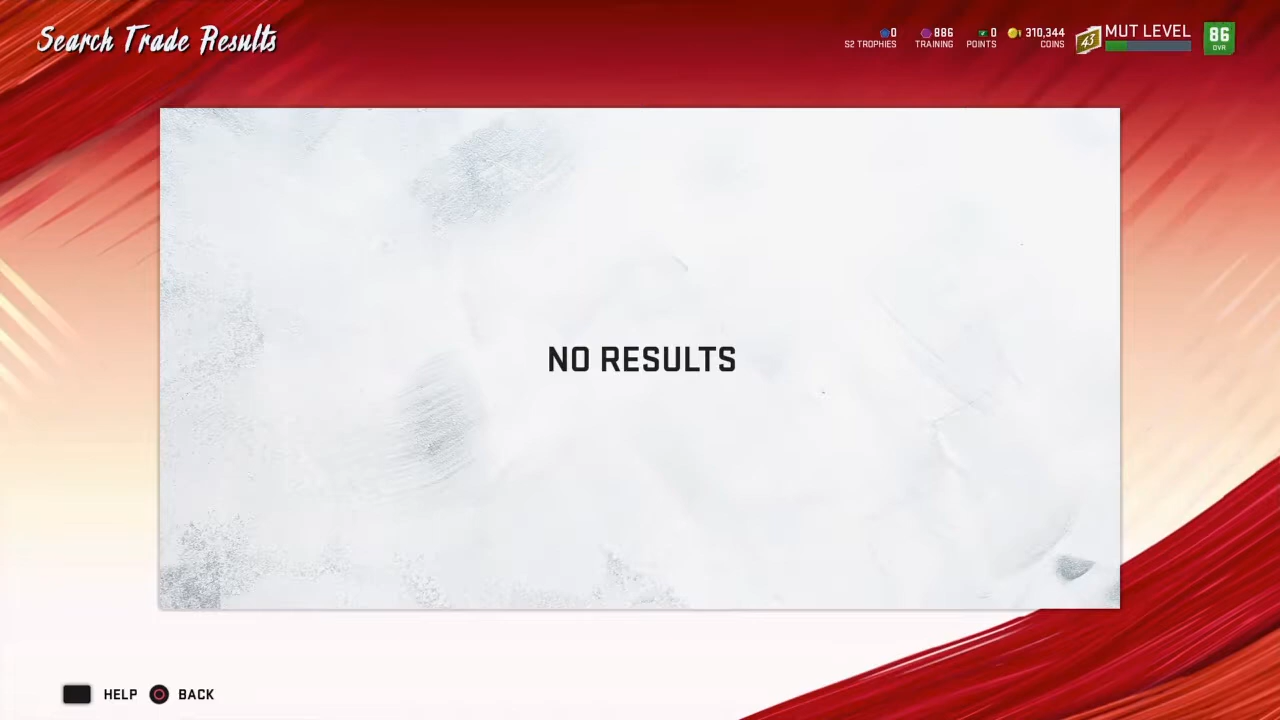 Search Trade Results
0
S2 TROPHIES
886
TRAINING
0
POINTS
310,344
COINS
43
MUT LEVEL
86
OVR
NO RESULTS
HELP
BACK